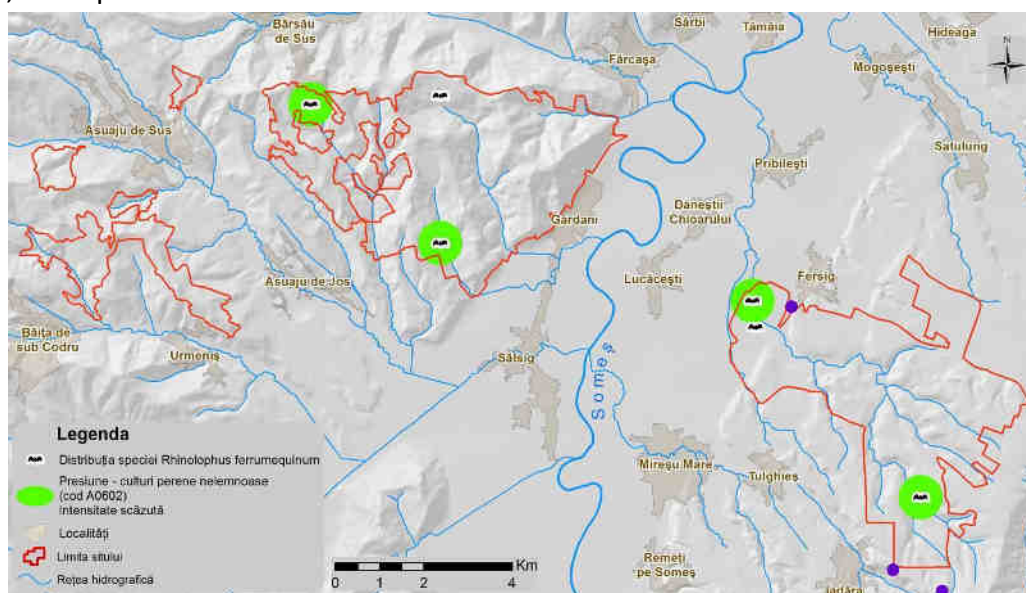 Bârsău
de Sus
Sârbi
Tămaia
Hideaga
Fărcașa
Mogoșești
N
Asuaju de Sus
Satulung
Pribilești
Dăneștii
Chioarului
Gârdani
Lucăcești
Fersig
Asuaju de Jos
Băița de
sub Codru
Urmeniș
Sălsig
Someș
Mireșu Mare
Tulghieș
Remeți
pe Someș
Iadăra
Legenda
Distribuția speciei Rhinolophus ferrumequinum
Presiune - culturi perene nelemnoase
(cod A0602)
Intensitate scăzută
Localități
Limita sitului
Rețea hidrografică
Km
0 1 2 4